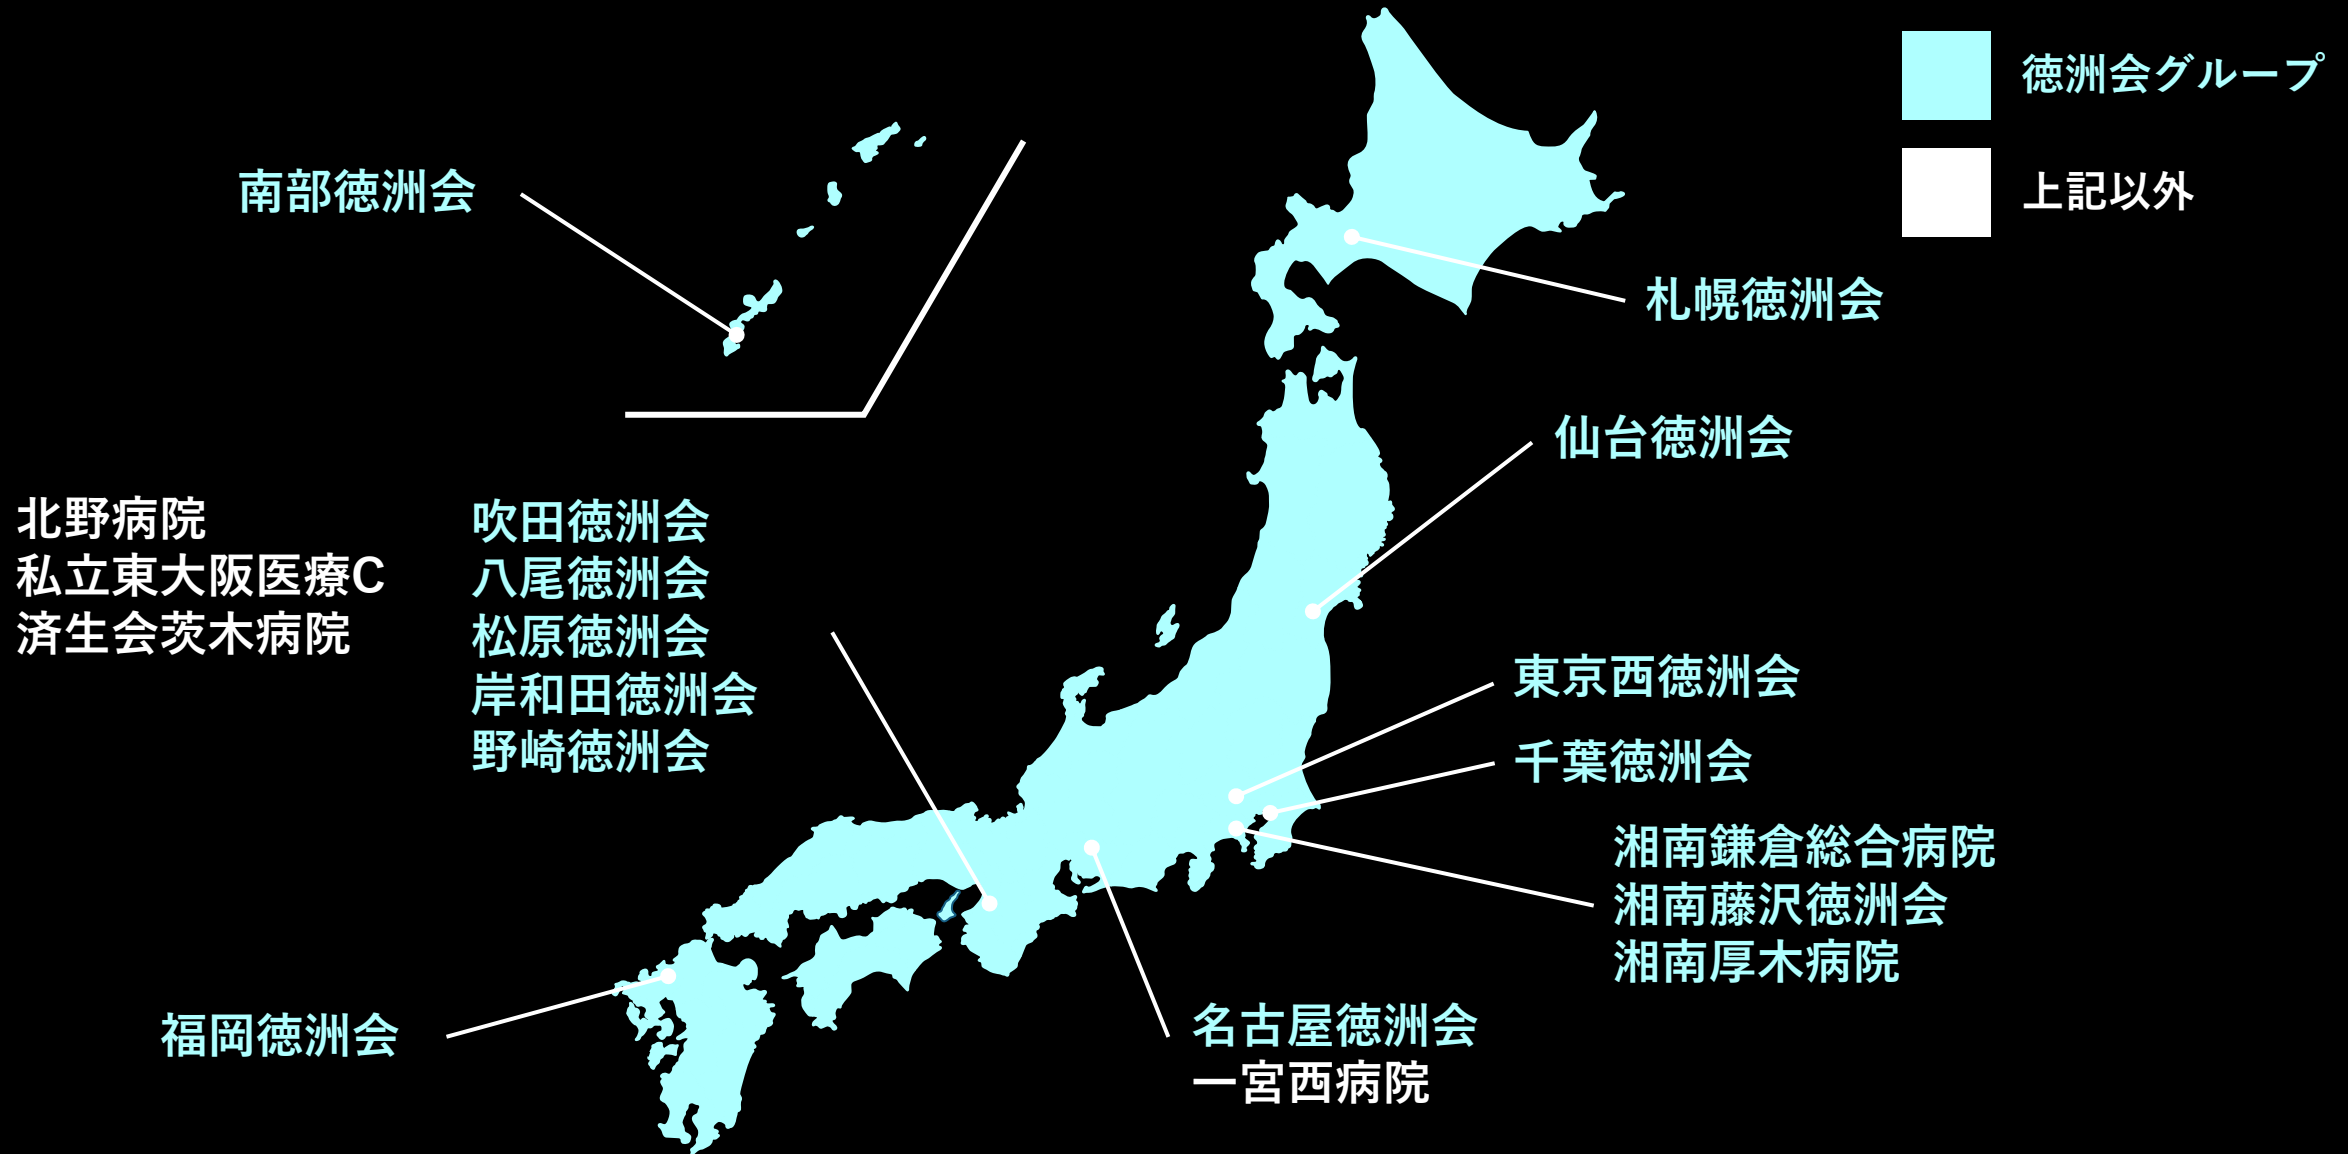 徳洲会グループ
上記以外
南部徳洲会
札幌徳洲会
仙台徳洲会
北野病院
私立東大阪医療C
済生会茨木病院
吹田徳洲会
八尾徳洲会
松原徳洲会
岸和田徳洲会
野崎徳洲会
東京西徳洲会
千葉徳洲会
湘南鎌倉総合病院
湘南藤沢徳洲会
湘南厚木病院
名古屋徳洲会
一宮西病院
福岡徳洲会